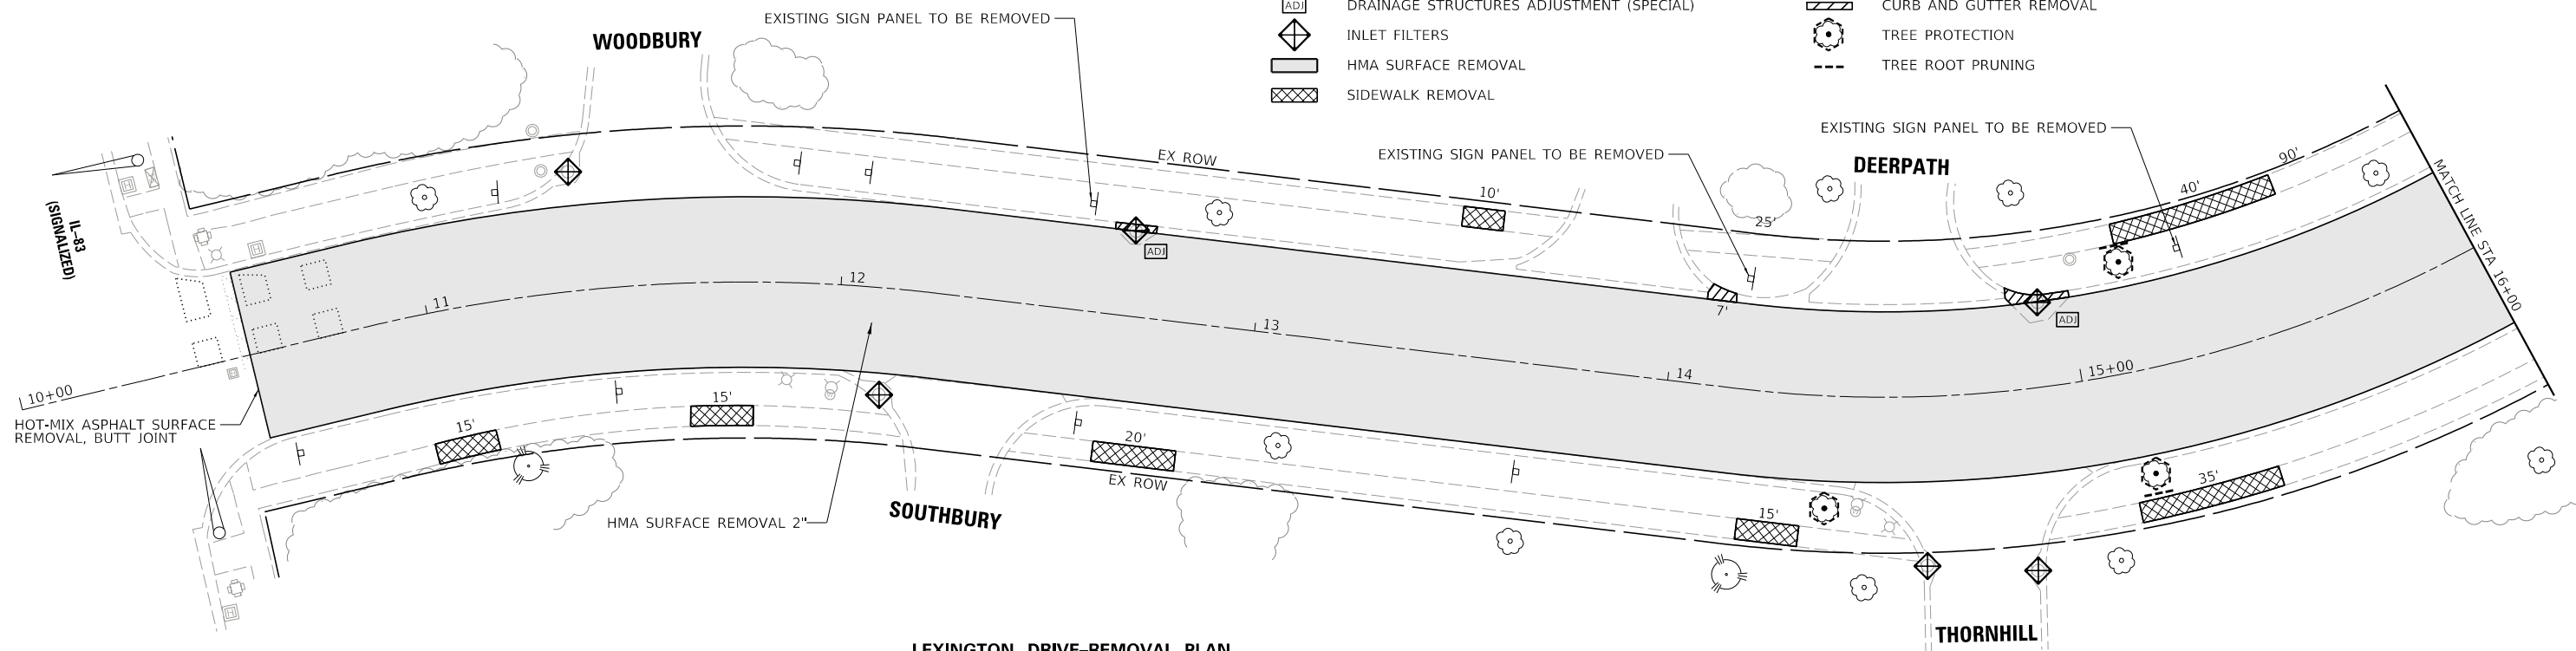 ADJ DRAINAGE STRUCTURES ADJUSTMENT (SPECIAL)
CURB AND GUTTER REMOVAL
INLET FILTERS
TREE PROTECTION
HMA SURFACE REMOVAL
TREE ROOT PRUNING
SIDEWALK REMOVAL
EXISTING SIGN PANEL TO BE REMOVED
WOODBURY
EXISTING SIGN PANEL TO BE REMOVED
EXISTING SIGN PANEL TO BE REMOVED
DEERPATH
EX ROW
90'
40'
10'
25'
MATCH LINE STA 16+00
IL-83
(SIGNALIZED)
ADJ
7'
ADJ
11
12
13
14
15+00
10+00
HOT-MIX ASPHALT SURFACE
REMOVAL, BUTT JOINT
15'
15'
20'
EX ROW
35'
15'
HMA SURFACE REMOVAL 2"
SOUTHBURY
THORNHILL
LEXINGTON DRIVE-REMOVAL PLAN